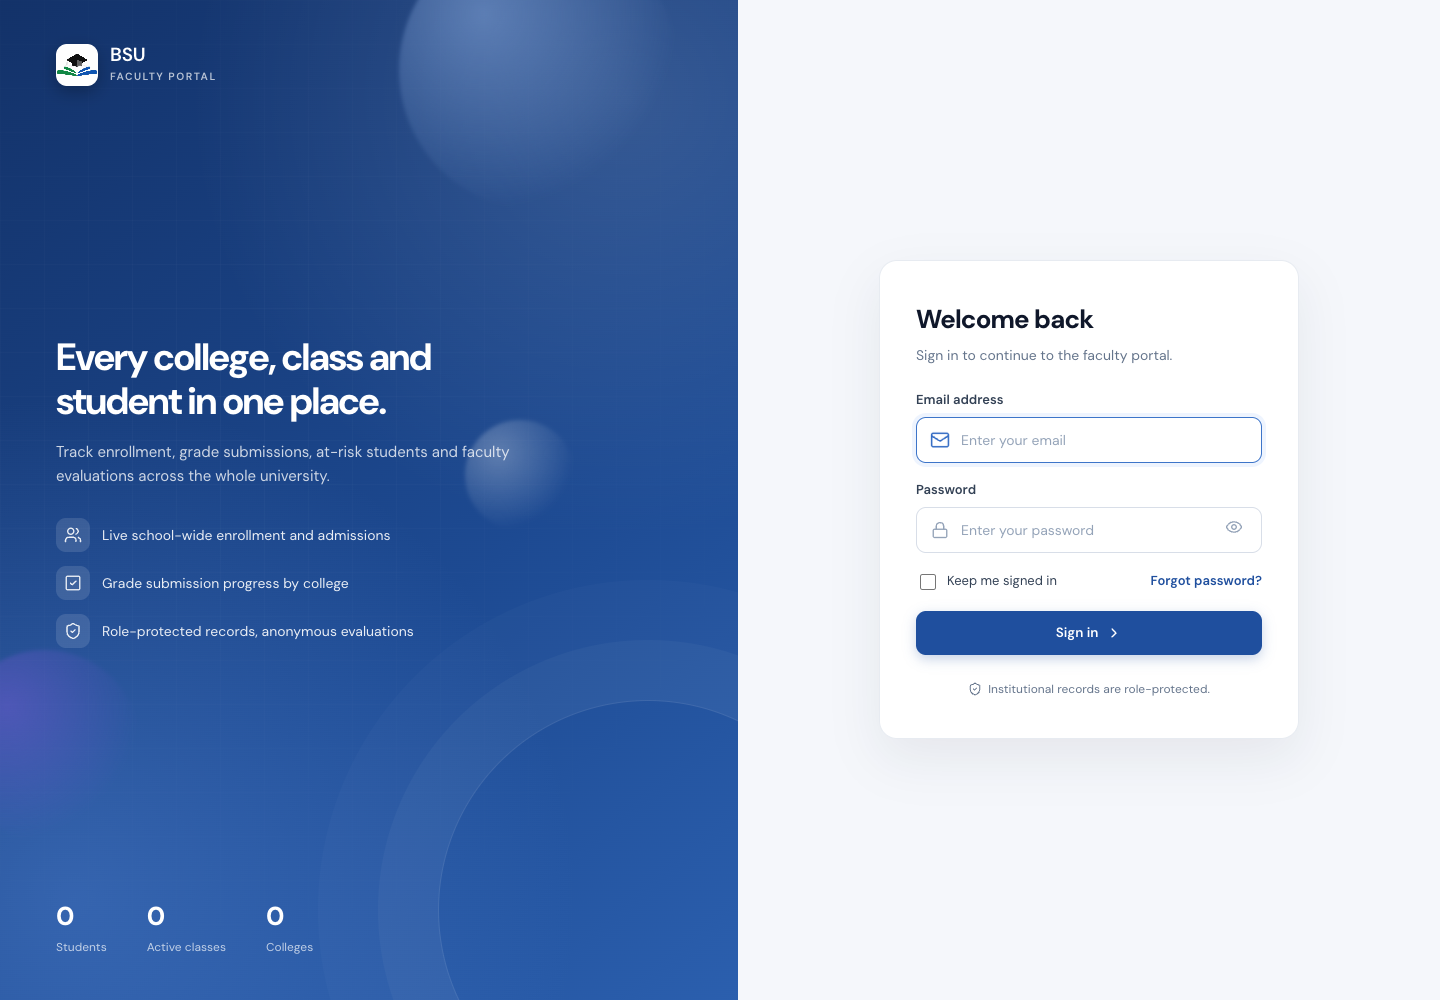 BSU
FACULTY PORTAL
Every college, class and
student in one place.
Track enrollment, grade submissions, at-risk students and faculty
evaluations across the whole university.
Live school-wide enrollment and admissions
Grade submission progress by college
Role-protected records, anonymous evaluations
0 0 0
Students Active classes Colleges
Welcome back
Sign in to continue to the faculty portal.
Email address
Enter your email
Password
Enter your password
Keep me signed in Forgot password?
Sign in
Institutional records are role-protected.